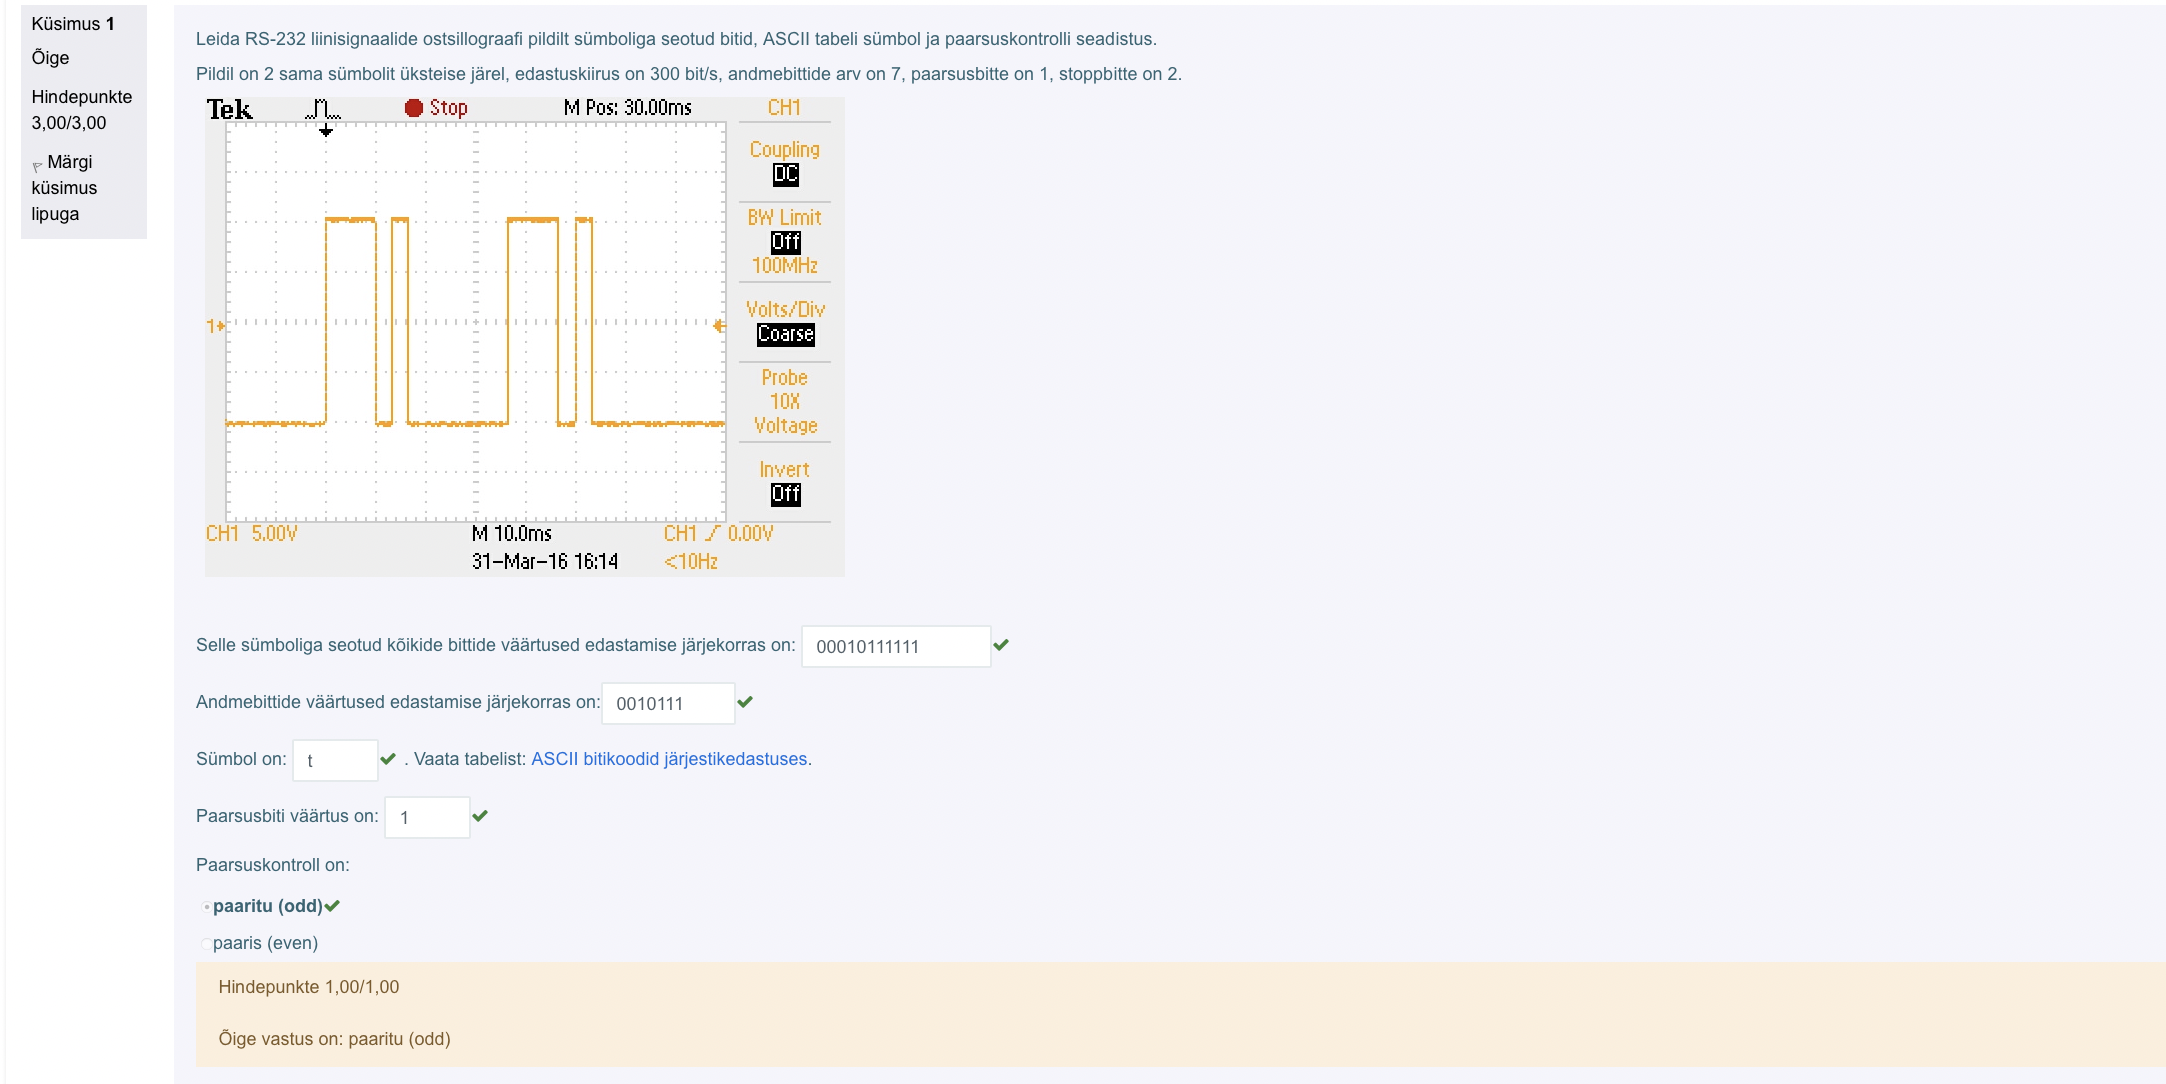 Küsimus 1
Õige
Hindepunkte
3,00/3,00
Märgi
küsimus
lipuga
Leida RS-232 liinisignaalide ostsillograafi pildilt sümboliga seotud bitid, ASCII tabeli sümbol ja paarsuskontrolli seadistus.
Pildil on 2 sama sümbolit üksteise järel, edastuskiirus on 300 bit/s, andmebittide arv on 7, paarsusbitte on 1, stoppbitte on 2.
Tek Stop M Pos: 30.00ms CH1
Coupling
DC
BW Limit
Off
100MHz
Volts/Div
Coarse
Probe
10X
Voltage
Invert
Off
1
CH1 5.00V M 10.0ms CH1 0.00V
31-Mar-16 16:14 <10Hz
Selle sümboliga seotud kõikide bittide väärtused edastamise järjekorras on: 00010111111
Andmebittide väärtused edastamise järjekorras on: 0010111
Sümbol on: t . Vaata tabelist: ASCII bitikoodid järjestikedastuses.
Paarsusbiti väärtus on: 1
Paarsuskontroll on:
paaritu (odd)
paaris (even)
Hindepunkte 1,00/1,00
Õige vastus on: paaritu (odd)